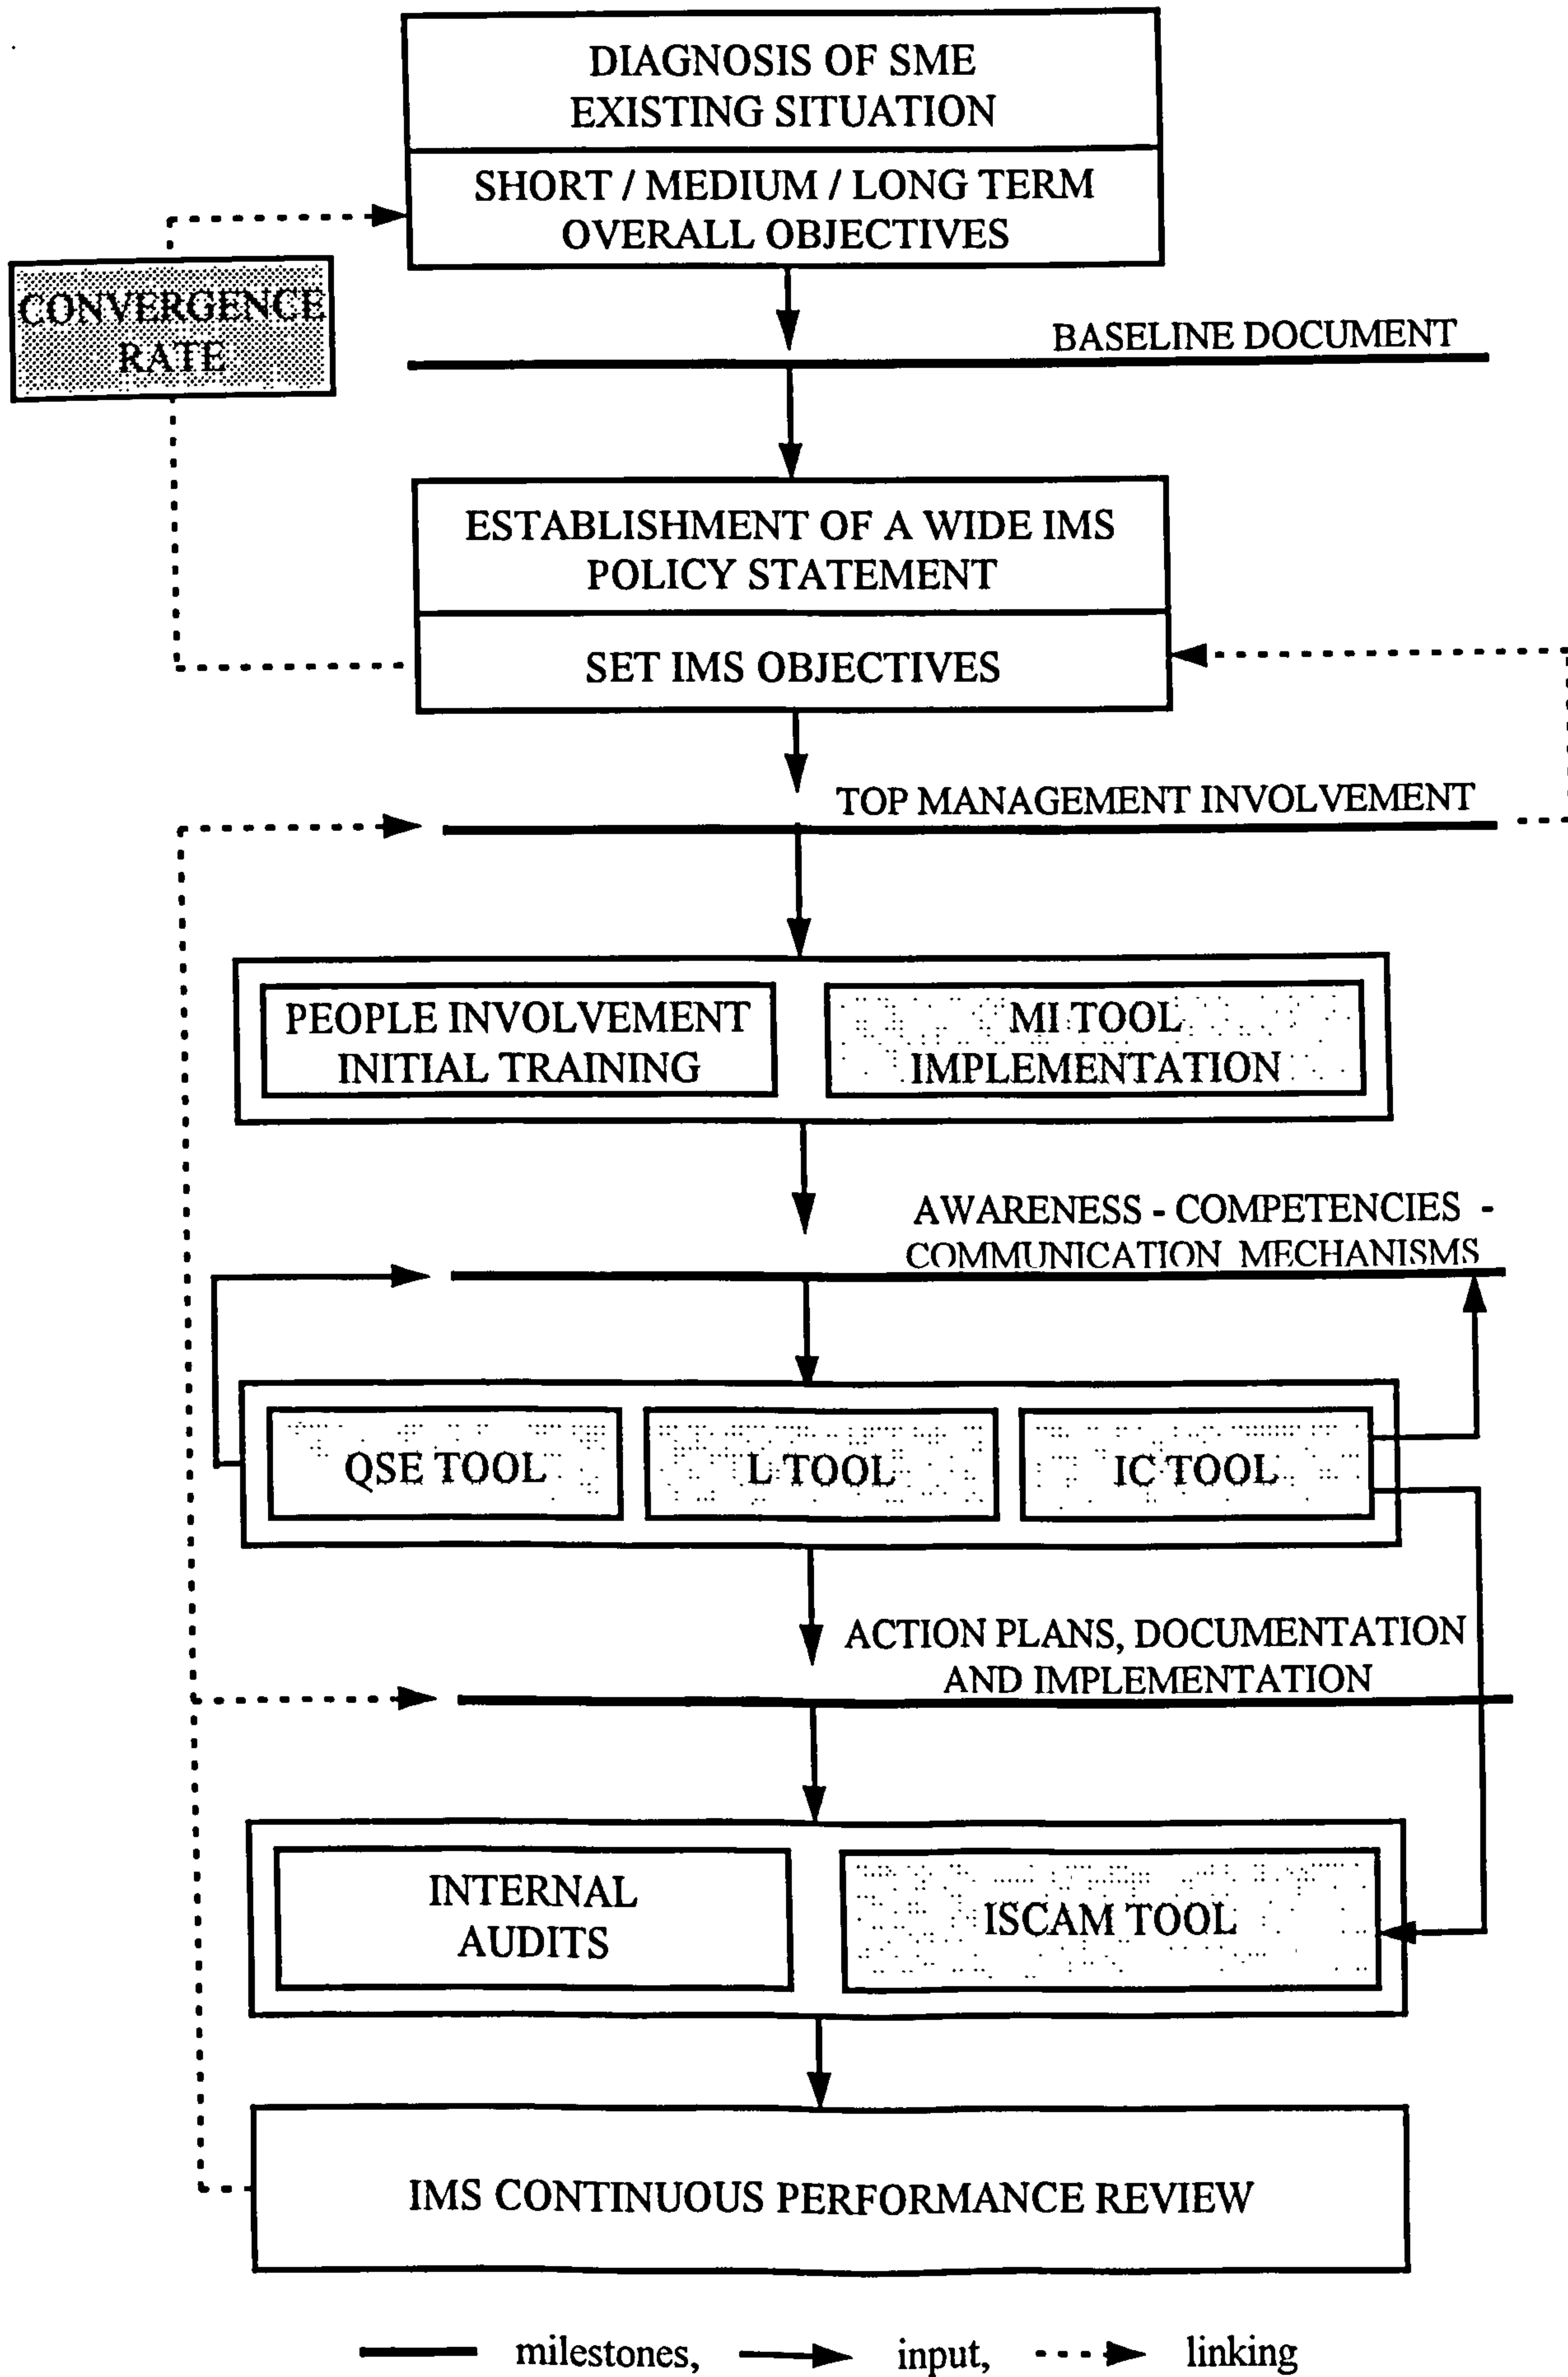 DIAGNOSIS OF SME
EXISTING SITUATION
SHORT / MEDIUM / LONG TERM
OVERALL OBJECTIVES
CONVERGENCE
RATE
BASELINE DOCUMENT
ESTABLISHMENT OF A WIDE IMS
POLICY STATEMENT
SET IMS OBJECTIVES
TOP MANAGEMENT INVOLVEMENT
PEOPLE INVOLVEMENT
INITIAL TRAINING
MI TOOL
IMPLEMENTATION
AWARENESS - COMPETENCIES -
COMMUNICATION MECHANISMS
QSE TOOL
L TOOL
IC TOOL
ACTION PLANS, DOCUMENTATION
AND IMPLEMENTATION
INTERNAL
AUDITS
ISCAM TOOL
IMS CONTINUOUS PERFORMANCE REVIEW
milestones, input, linking